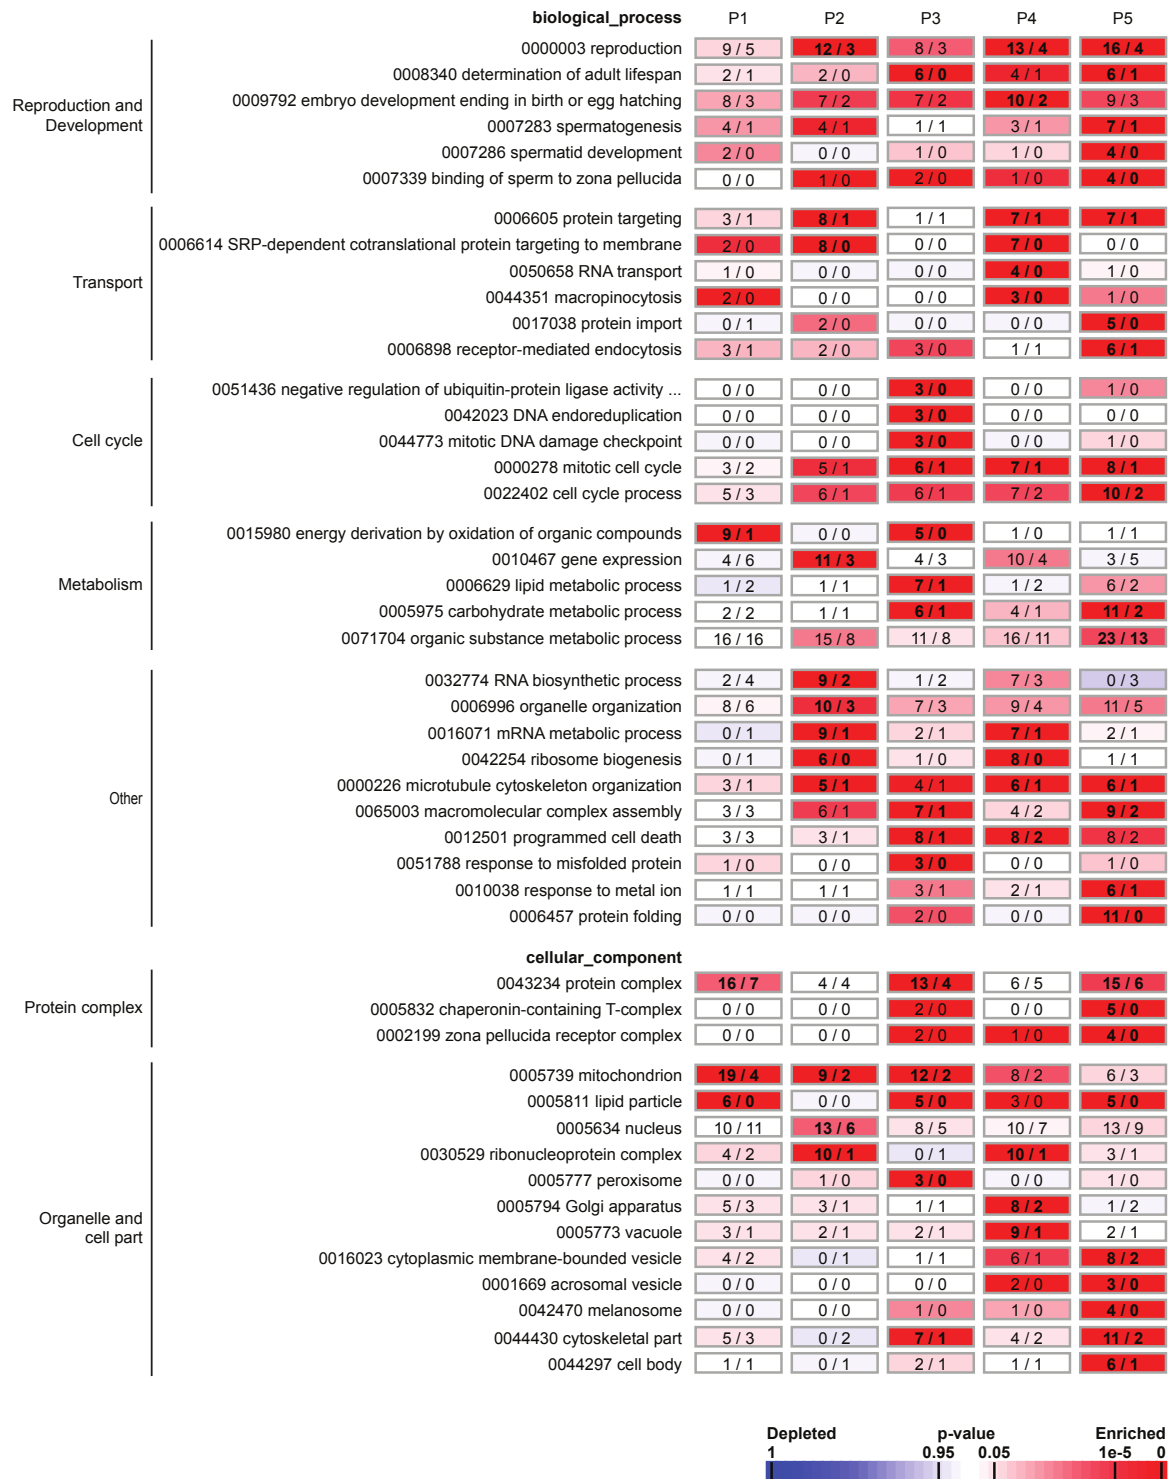 biological_process P1 P2 P3 P4 P5
Reproduction and Development
0000003 reproduction 9 / 5 12 / 3 8 / 3 13 / 4 16 / 4
0008340 determination of adult lifespan 2 / 1 2 / 0 6 / 0 4 / 1 6 / 1
0009792 embryo development ending in birth or egg hatching 8 / 3 7 / 2 7 / 2 10 / 2 9 / 3
0007283 spermatogenesis 4 / 1 4 / 1 1 / 1 3 / 1 7 / 1
0007286 spermatid development 2 / 0 0 / 0 1 / 0 1 / 0 4 / 0
0007339 binding of sperm to zona pellucida 0 / 0 1 / 0 2 / 0 1 / 0 4 / 0
Transport
0006605 protein targeting 3 / 1 8 / 1 1 / 1 7 / 1 7 / 1
0006614 SRP-dependent cotranslational protein targeting to membrane 2 / 0 8 / 0 0 / 0 7 / 0 0 / 0
0050658 RNA transport 1 / 0 0 / 0 0 / 0 4 / 0 1 / 0
0044351 macropinocytosis 2 / 0 0 / 0 0 / 0 3 / 0 1 / 0
0017038 protein import 0 / 1 2 / 0 0 / 0 0 / 0 5 / 0
0006898 receptor-mediated endocytosis 3 / 1 2 / 0 3 / 0 1 / 1 6 / 1
Cell cycle
0051436 negative regulation of ubiquitin-protein ligase activity ... 0 / 0 0 / 0 3 / 0 0 / 0 1 / 0
0042023 DNA endoreduplication 0 / 0 0 / 0 3 / 0 0 / 0 0 / 0
0044773 mitotic DNA damage checkpoint 0 / 0 0 / 0 3 / 0 0 / 0 1 / 0
0000278 mitotic cell cycle 3 / 2 5 / 1 6 / 1 7 / 1 8 / 1
0022402 cell cycle process 5 / 3 6 / 1 6 / 1 7 / 2 10 / 2
Metabolism
0015980 energy derivation by oxidation of organic compounds 9 / 1 0 / 0 5 / 0 1 / 0 1 / 1
0010467 gene expression 4 / 6 11 / 3 4 / 3 10 / 4 3 / 5
0006629 lipid metabolic process 1 / 2 1 / 1 7 / 1 1 / 2 6 / 2
0005975 carbohydrate metabolic process 2 / 2 1 / 1 6 / 1 4 / 1 11 / 2
0071704 organic substance metabolic process 16 / 16 15 / 8 11 / 8 16 / 11 23 / 13
Other
0032774 RNA biosynthetic process 2 / 4 9 / 2 1 / 2 7 / 3 0 / 3
0006996 organelle organization 8 / 6 10 / 3 7 / 3 9 / 4 11 / 5
0016071 mRNA metabolic process 0 / 1 9 / 1 2 / 1 7 / 1 2 / 1
0042254 ribosome biogenesis 0 / 1 6 / 0 1 / 0 8 / 0 1 / 1
0000226 microtubule cytoskeleton organization 3 / 1 5 / 1 4 / 1 6 / 1 6 / 1
0065003 macromolecular complex assembly 3 / 3 6 / 1 7 / 1 4 / 2 9 / 2
0012501 programmed cell death 3 / 3 3 / 1 8 / 1 8 / 2 8 / 2
0051788 response to misfolded protein 1 / 0 0 / 0 3 / 0 0 / 0 1 / 0
0010038 response to metal ion 1 / 1 1 / 1 3 / 1 2 / 1 6 / 1
0006457 protein folding 0 / 0 0 / 0 2 / 0 0 / 0 11 / 0
cellular_component
Protein complex
0043234 protein complex 16 / 7 4 / 4 13 / 4 6 / 5 15 / 6
0005832 chaperonin-containing T-complex 0 / 0 0 / 0 2 / 0 0 / 0 5 / 0
0002199 zona pellucida receptor complex 0 / 0 0 / 0 2 / 0 1 / 0 4 / 0
Organelle and cell part
0005739 mitochondrion 19 / 4 9 / 2 12 / 2 8 / 2 6 / 3
0005811 lipid particle 6 / 0 0 / 0 5 / 0 3 / 0 5 / 0
0005634 nucleus 10 / 11 13 / 6 8 / 5 10 / 7 13 / 9
0030529 ribonucleoprotein complex 4 / 2 10 / 1 0 / 1 10 / 1 3 / 1
0005777 peroxisome 0 / 0 1 / 0 3 / 0 0 / 0 1 / 0
0005794 Golgi apparatus 5 / 3 3 / 1 1 / 1 8 / 2 1 / 2
0005773 vacuole 3 / 1 2 / 1 2 / 1 9 / 1 2 / 1
0016023 cytoplasmic membrane-bounded vesicle 4 / 2 0 / 1 1 / 1 6 / 1 8 / 2
0001669 acrosomal vesicle 0 / 0 0 / 0 0 / 0 2 / 0 3 / 0
0042470 melanosome 0 / 0 0 / 0 1 / 0 1 / 0 4 / 0
0044430 cytoskeletal part 5 / 3 0 / 2 7 / 1 4 / 2 11 / 2
0044297 cell body 1 / 1 0 / 1 2 / 1 1 / 1 6 / 1
Depleted p-value Enriched
1 0.95 0.05 1e-5 0